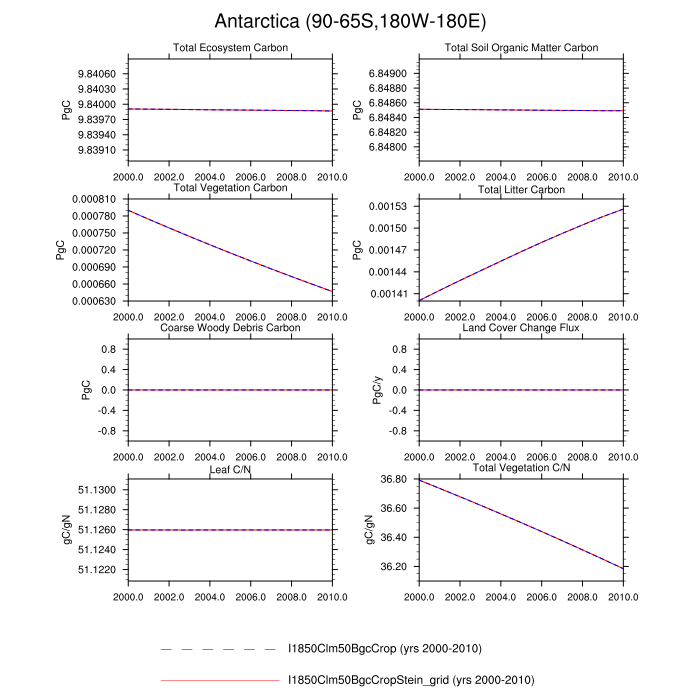 Antarctica (90-65S,180W-180E)
Total Ecosystem Carbon
PgC
9.84060
9.84030
9.84000
9.83970
9.83940
9.83910
2000.0 2002.0 2004.0 2006.0 2008.0 2010.0
Total Soil Organic Matter Carbon
PgC
6.84900
6.84880
6.84860
6.84840
6.84820
6.84800
2000.0 2002.0 2004.0 2006.0 2008.0 2010.0
Total Vegetation Carbon
PgC
0.000810
0.000780
0.000750
0.000720
0.000690
0.000660
0.000630
2000.0 2002.0 2004.0 2006.0 2008.0 2010.0
Total Litter Carbon
PgC
0.00153
0.00150
0.00147
0.00144
0.00141
2000.0 2002.0 2004.0 2006.0 2008.0 2010.0
Coarse Woody Debris Carbon
PgC
0.8
0.4
0.0
-0.4
-0.8
2000.0 2002.0 2004.0 2006.0 2008.0 2010.0
Land Cover Change Flux
PgC/y
0.8
0.4
0.0
-0.4
-0.8
2000.0 2002.0 2004.0 2006.0 2008.0 2010.0
Leaf C/N
gC/gN
51.1300
51.1280
51.1260
51.1240
51.1220
2000.0 2002.0 2004.0 2006.0 2008.0 2010.0
Total Vegetation C/N
gC/gN
36.80
36.60
36.40
36.20
2000.0 2002.0 2004.0 2006.0 2008.0 2010.0
I1850Clm50BgcCrop (yrs 2000-2010)
I1850Clm50BgcCropStein_grid (yrs 2000-2010)